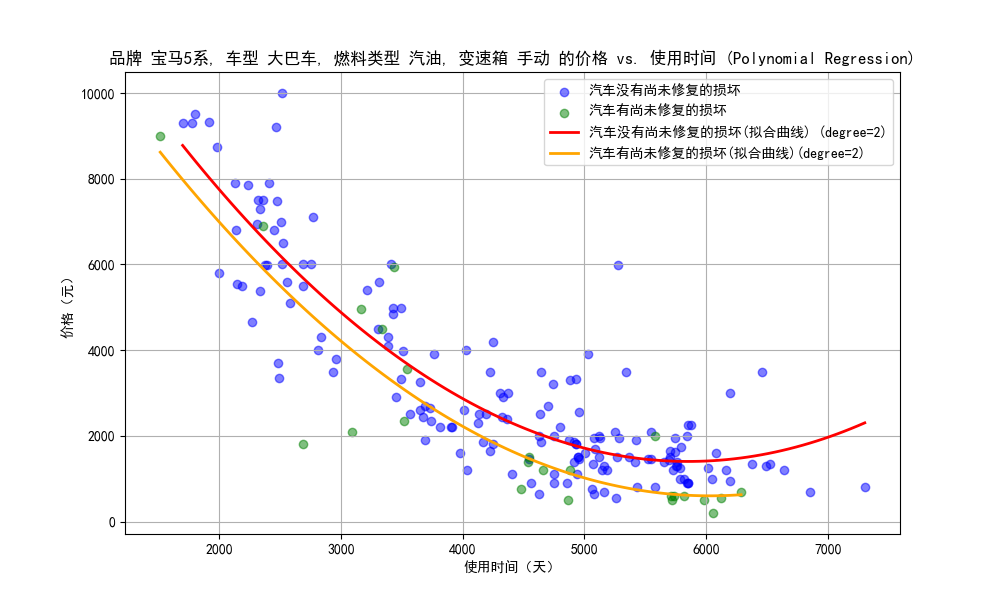 品牌 宝马5系, 车型 大巴车, 燃料类型 汽油, 变速箱 手动 的价格 vs. 使用时间 (Polynomial Regression)
汽车没有尚未修复的损坏
汽车有尚未修复的损坏
汽车没有尚未修复的损坏(拟合曲线) (degree=2)
汽车有尚未修复的损坏(拟合曲线)(degree=2)
10000
8000
6000
4000
2000
0
价格（元）
2000 3000 4000 5000 6000 7000
使用时间（天）